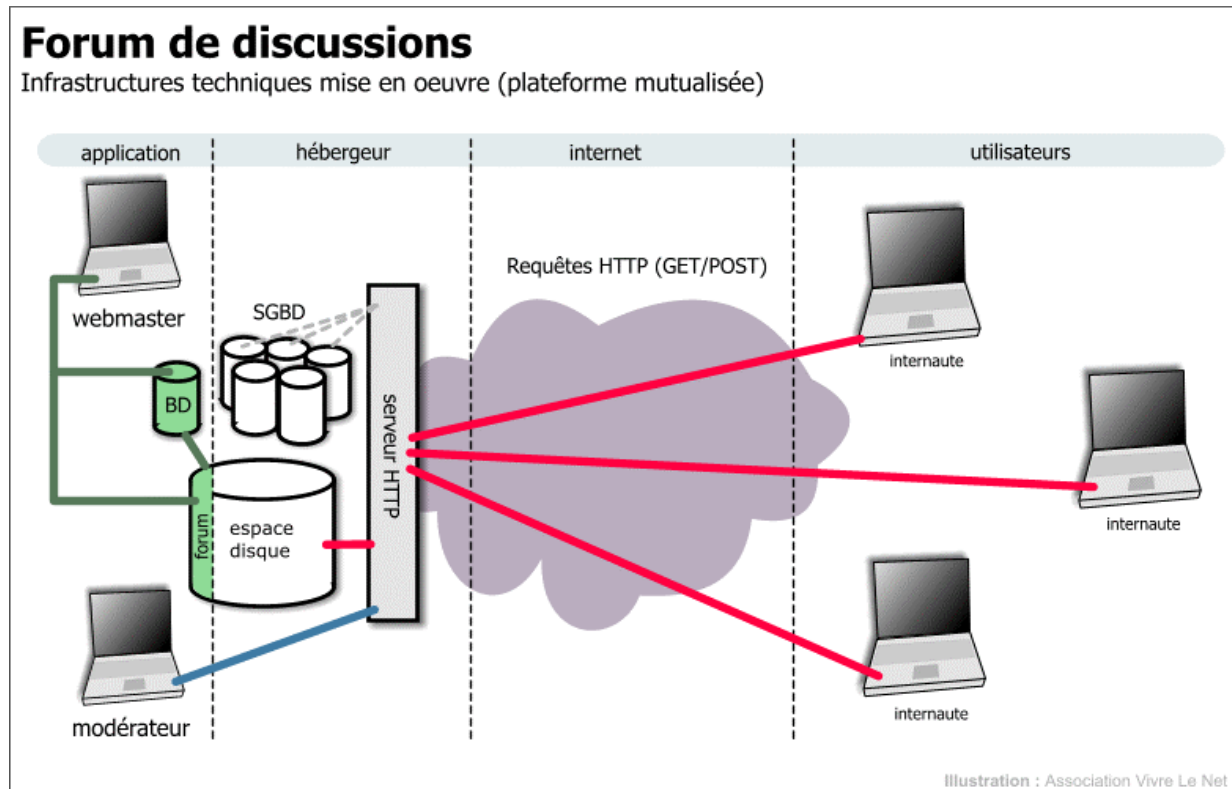 Forum de discussions
Infrastructures techniques mise en oeuvre (plateforme mutualisée)
application
hébergeur
internet
utilisateurs
webmaster
SGBD
Requêtes HTTP (GET/POST)
internaute
BD
serveur HTTP
forum
espace
disque
internaute
modérateur
internaute
Illustration : Association Vivre Le Net